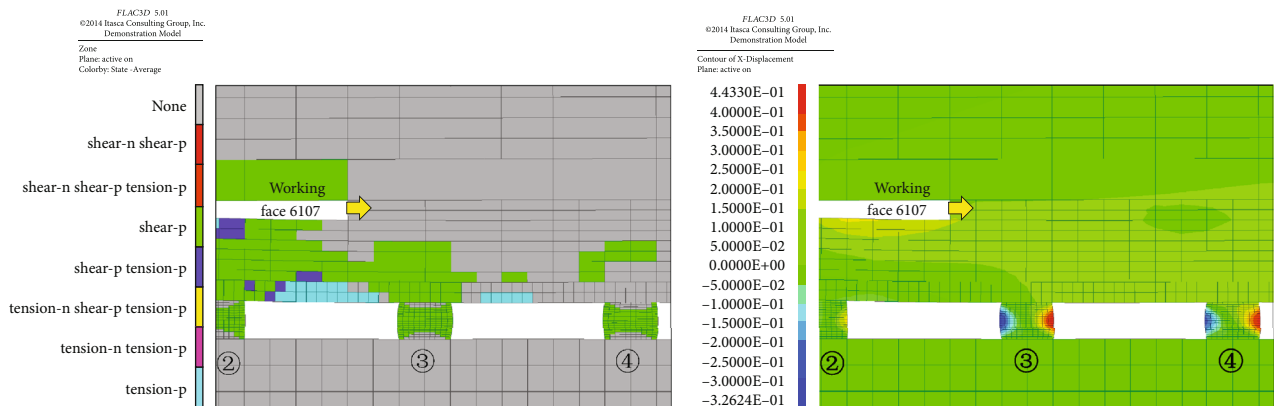 FLAC3D 5.01
©2014 Itasca Consulting Group, Inc.
Demonstration Model
Zone
Plane: active on
Colorby: State -Average
None
shear-n shear-p
shear-n shear-p tension-p
shear-p
shear-p tension-p
tension-n shear-p tension-p
tension-n tension-p
tension-p
Working
face 6107
②
③
④
FLAC3D 5.01
©2014 Itasca Consulting Group, Inc.
Demonstration Model
Contour of X-Displacement
Plane: active on
4.4330E–01
4.0000E–01
3.5000E–01
3.0000E–01
2.5000E–01
2.0000E–01
1.5000E–01
1.0000E–01
5.0000E–02
0.0000E+00
–5.0000E–02
–1.0000E–01
–1.5000E–01
–2.0000E–01
–2.5000E–01
–3.0000E–01
–3.2624E–01
Working
face 6107
②
③
④